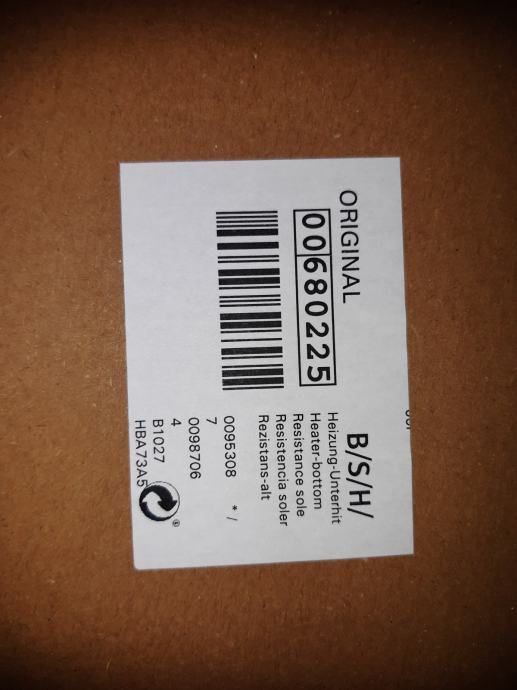 ORIGINAL
00680225
B/S/H/
Heizung-Unterhit
Heater-bottom
Resistance sole
Resistencia soler
Rezistans-alt
0095308 * /
7
0098706
4
B1027
HBA73A5
®